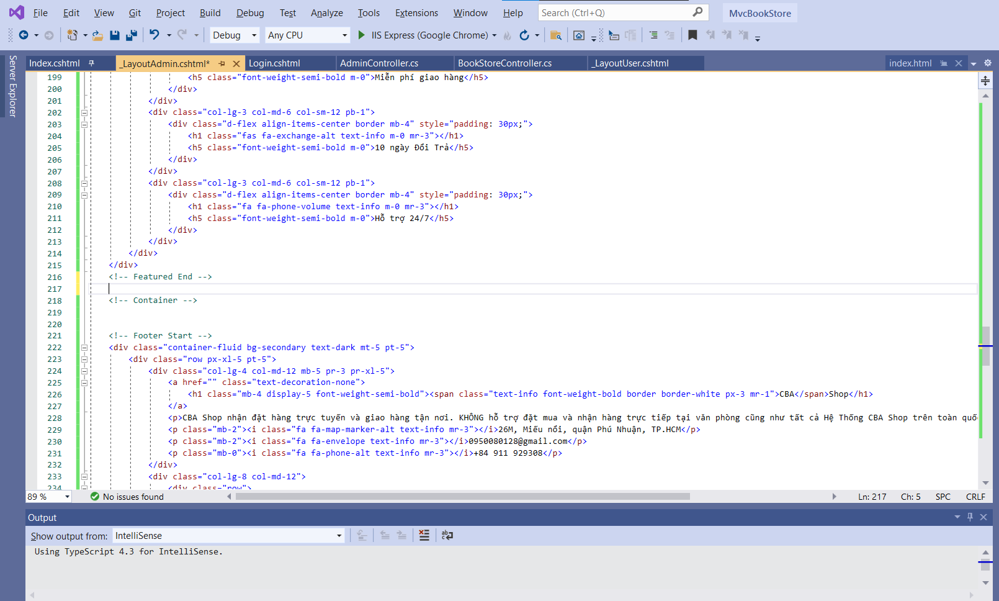 File Edit View Git Project Build Debug Test Analyze Tools Extensions Window Help Search (Ctrl+Q) MvcBookStore
Debug Any CPU IIS Express (Google Chrome)
Server Explorer
Index.cshtml _LayoutAdmin.cshtml* Login.cshtml AdminController.cs BookStoreController.cs _LayoutUser.cshtml index.html
199 <h5 class="font-weight-semi-bold m-0">Miễn phí giao hàng</h5>
200 </div>
201 </div>
202 <div class="col-lg-3 col-md-6 col-sm-12 pb-1">
203 <div class="d-flex align-items-center border mb-4" style="padding: 30px;">
204 <h1 class="fas fa-exchange-alt text-info m-0 mr-3"></h1>
205 <h5 class="font-weight-semi-bold m-0">10 ngày Đổi Trả</h5>
206 </div>
207 </div>
208 <div class="col-lg-3 col-md-6 col-sm-12 pb-1">
209 <div class="d-flex align-items-center border mb-4" style="padding: 30px;">
210 <h1 class="fa fa-phone-volume text-info m-0 mr-3"></h1>
211 <h5 class="font-weight-semi-bold m-0">Hỗ trợ 24/7</h5>
212 </div>
213 </div>
214 </div>
215 </div>
216 <!-- Featured End -->
217
218 <!-- Container -->
219
220
221 <!-- Footer Start -->
222 <div class="container-fluid bg-secondary text-dark mt-5 pt-5">
223 <div class="row px-xl-5 pt-5">
224 <div class="col-lg-4 col-md-12 mb-5 pr-3 pr-xl-5">
225 <a href="" class="text-decoration-none">
226 <h1 class="mb-4 display-5 font-weight-semi-bold"><span class="text-info font-weight-bold border border-white px-3 mr-1">CBA</span>Shop</h1>
227 </a>
228 <p>CBA Shop nhận đặt hàng trực tuyến và giao hàng tận nơi. KHÔNG hỗ trợ đặt mua và nhận hàng trực tiếp tại văn phòng cũng như tất cả Hệ Thống CBA Shop trên toàn quố
229 <p class="mb-2"><i class="fa fa-map-marker-alt text-info mr-3"></i>26M, Miếu nổi, quận Phú Nhuận, TP.HCM</p>
230 <p class="mb-2"><i class="fa fa-envelope text-info mr-3"></i>0950080128@gmail.com</p>
231 <p class="mb-0"><i class="fa fa-phone-alt text-info mr-3"></i>+84 911 929308</p>
232 </div>
233 <div class="col-lg-8 col-md-12">
234 <div class="row">
89 % No issues found Ln: 217 Ch: 5 SPC CRLF
Output
Show output from: IntelliSense
Using TypeScript 4.3 for IntelliSense.